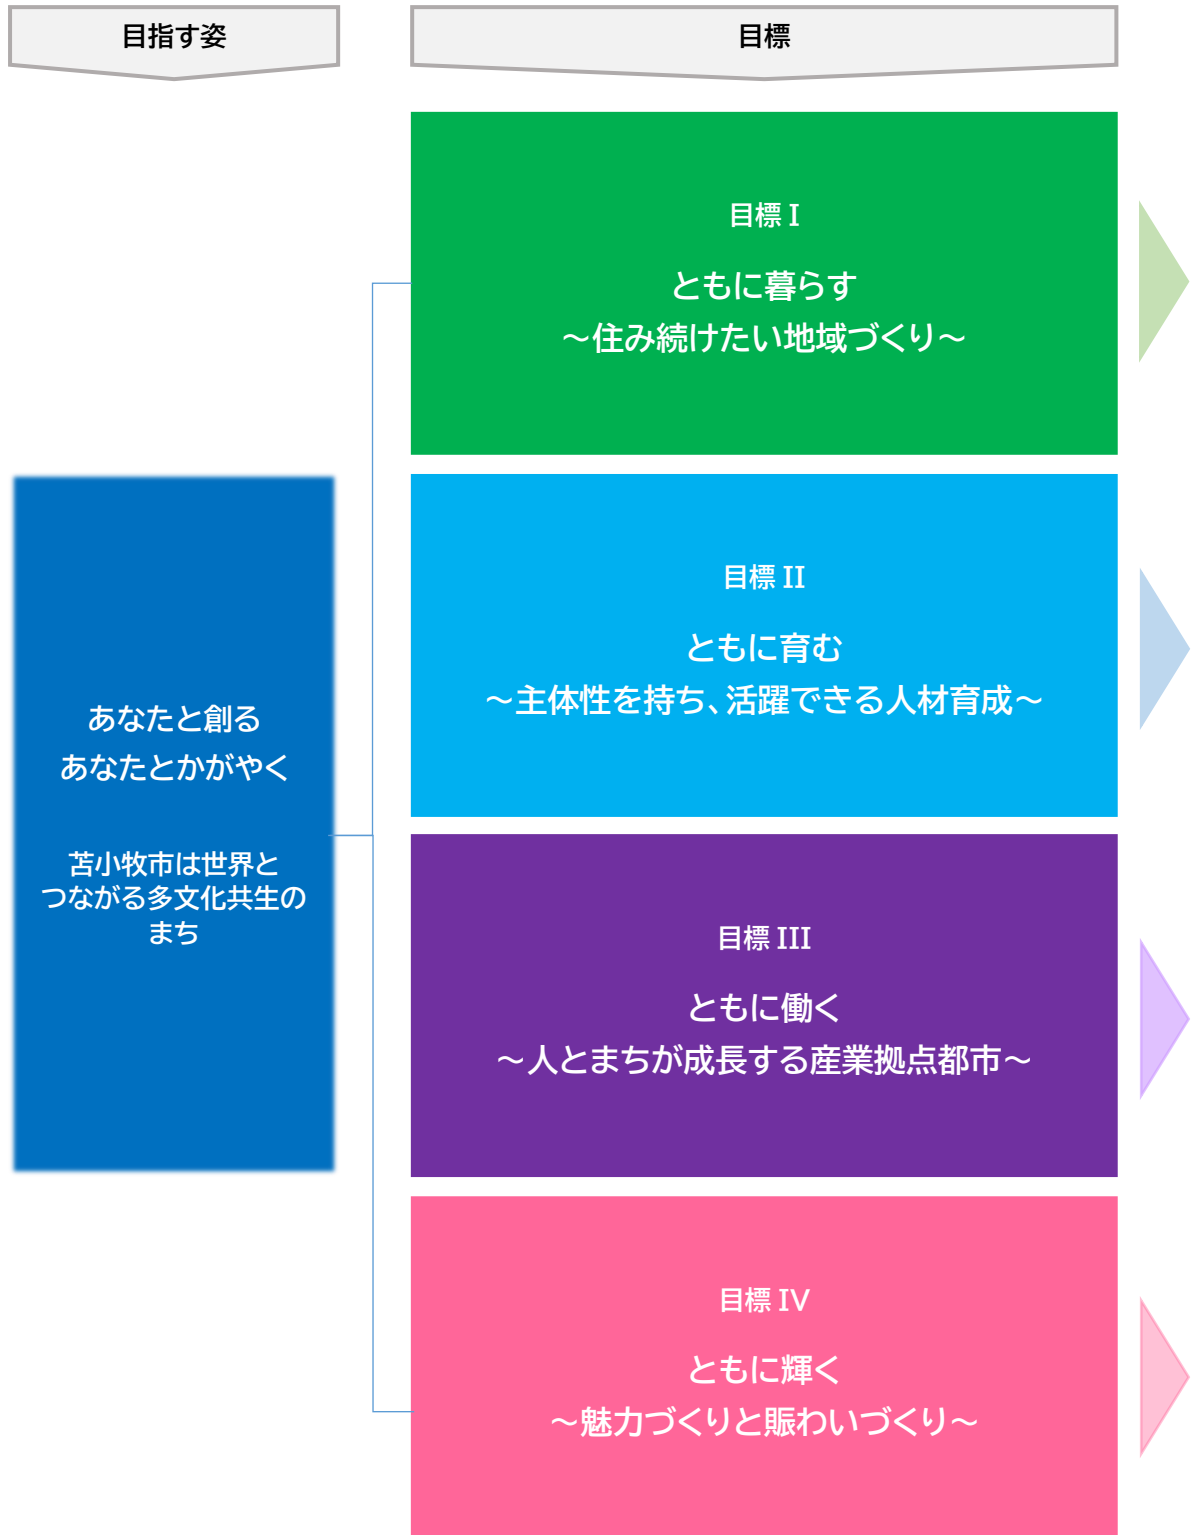 目指す姿
目標
目標 I
ともに暮らす
～住み続けたい地域づくり～
目標 II
ともに育む
～主体性を持ち、活躍できる人材育成～
あなたと創る
あなたとかがやく
苫小牧市は世界と
つながる多文化共生の
まち
目標 III
ともに働く
～人とまちが成長する産業拠点都市～
目標 IV
ともに輝く
～魅力づくりと賑わいづくり～